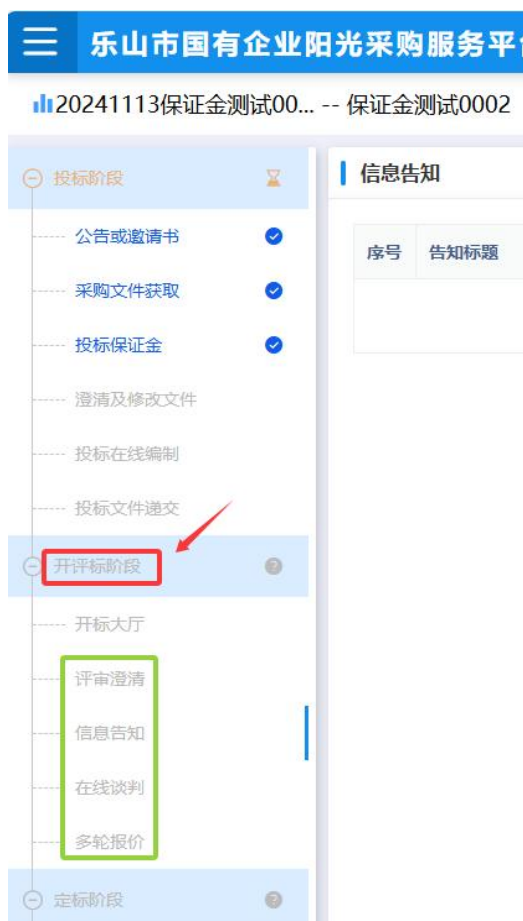 乐山市国有企业阳光采购服务平
20241113保证金测试00... -- 保证金测试0002
投标阶段
公告或邀请书
采购文件获取
投标保证金
澄清及修改文件
投标在线编制
投标文件递交
开评标阶段
开标大厅
评审澄清
信息告知
在线谈判
多轮报价
定标阶段
信息告知
序号 告知标题